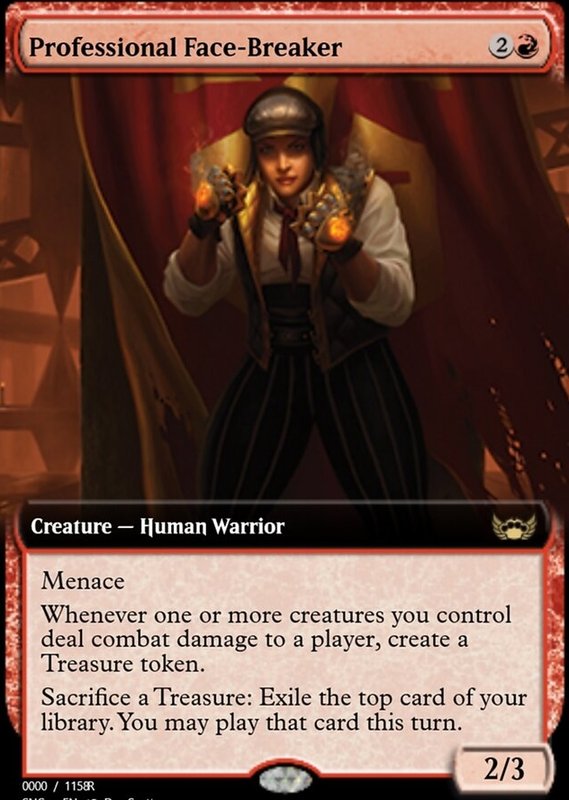 Professional Face-Breaker
2
Creature — Human Warrior
Menace
Whenever one or more creatures you control
deal combat damage to a player, create a
Treasure token.
Sacrifice a Treasure: Exile the top card of your
library. You may play that card this turn.
2/3
0000 / 1158R